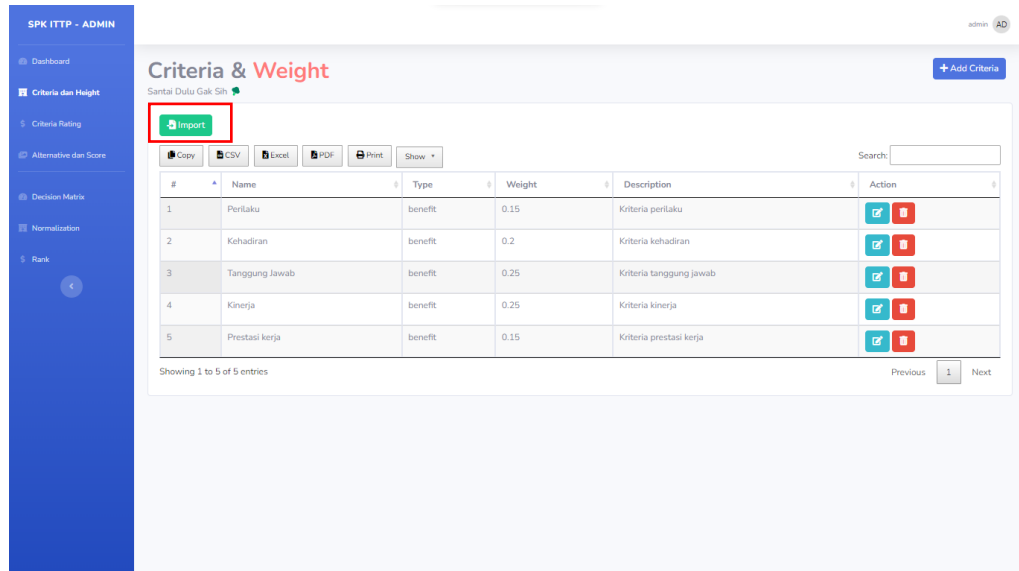 SPK ITTP - ADMIN
admin AD
Dashboard
Criteria dan Height
Criteria Rating
Alternative dan Score
Decision Matrix
Normalization
Rank
Criteria & Weight
+ Add Criteria
Santai Dulu Gak Sih
Import
Copy CSV Excel PDF Print Show
Search:
# Name Type Weight Description Action
1 Perilaku benefit 0.15 Kriteria perilaku
2 Kehadiran benefit 0.2 Kriteria kehadiran
3 Tanggung Jawab benefit 0.25 Kriteria tanggung jawab
4 Kinerja benefit 0.25 Kriteria kinerja
5 Prestasi kerja benefit 0.15 Kriteria prestasi kerja
Showing 1 to 5 of 5 entries
Previous 1 Next